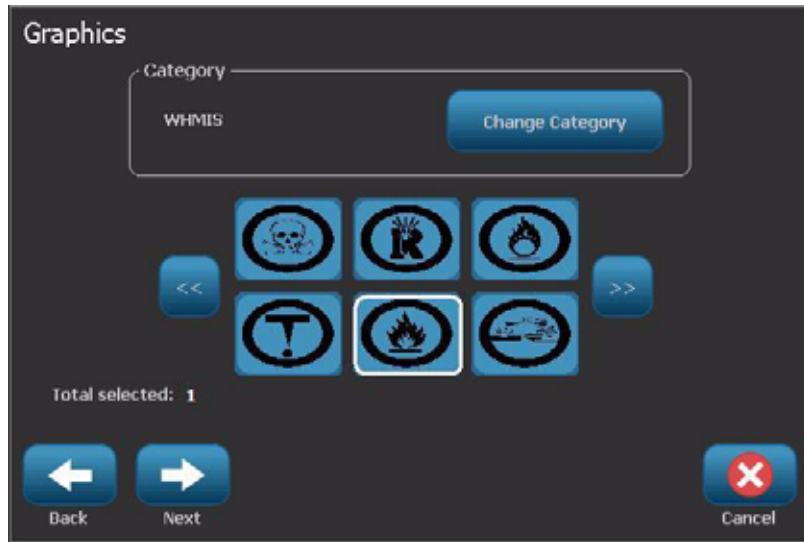 Graphics
Category
WHMIS
Change Category
<<
>>
Total selected: 1
Back
Next
Cancel